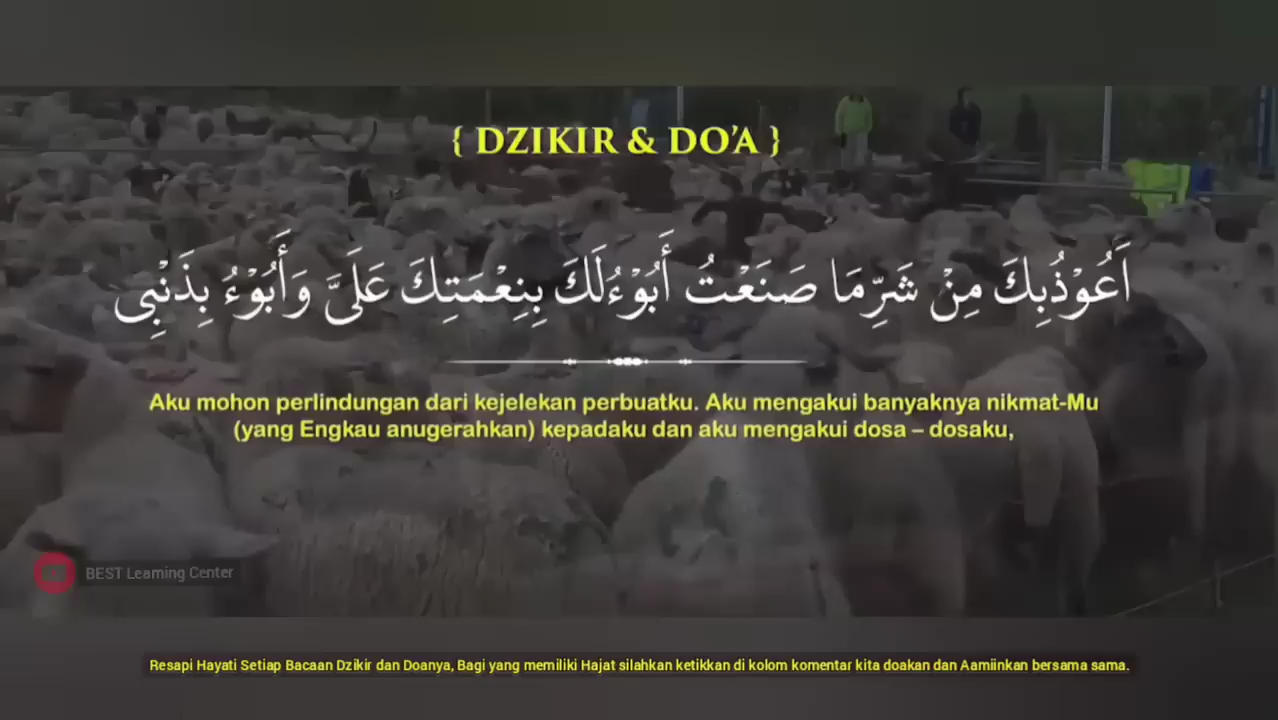 { DZIKIR & DO’A }
اَعُوْذُبِكَ مِنْ شَرِّمَا صَنَعْتُ أَبُوْءُلَكَ بِنِعْمَتِكَ عَلَيَّ وَأَبُوْءُ بِذَنْبِى
Aku mohon perlindungan dari kejelekan perbuatku. Aku mengakui banyaknya nikmat-Mu
(yang Engkau anugerahkan) kepadaku dan aku mengakui dosa – dosaku,
BEST Learning Center
Resapi Hayati Setiap Bacaan Dzikir dan Doanya, Bagi yang memiliki Hajat silahkan ketikkan di kolom komentar kita doakan dan Aamiinkan bersama sama.